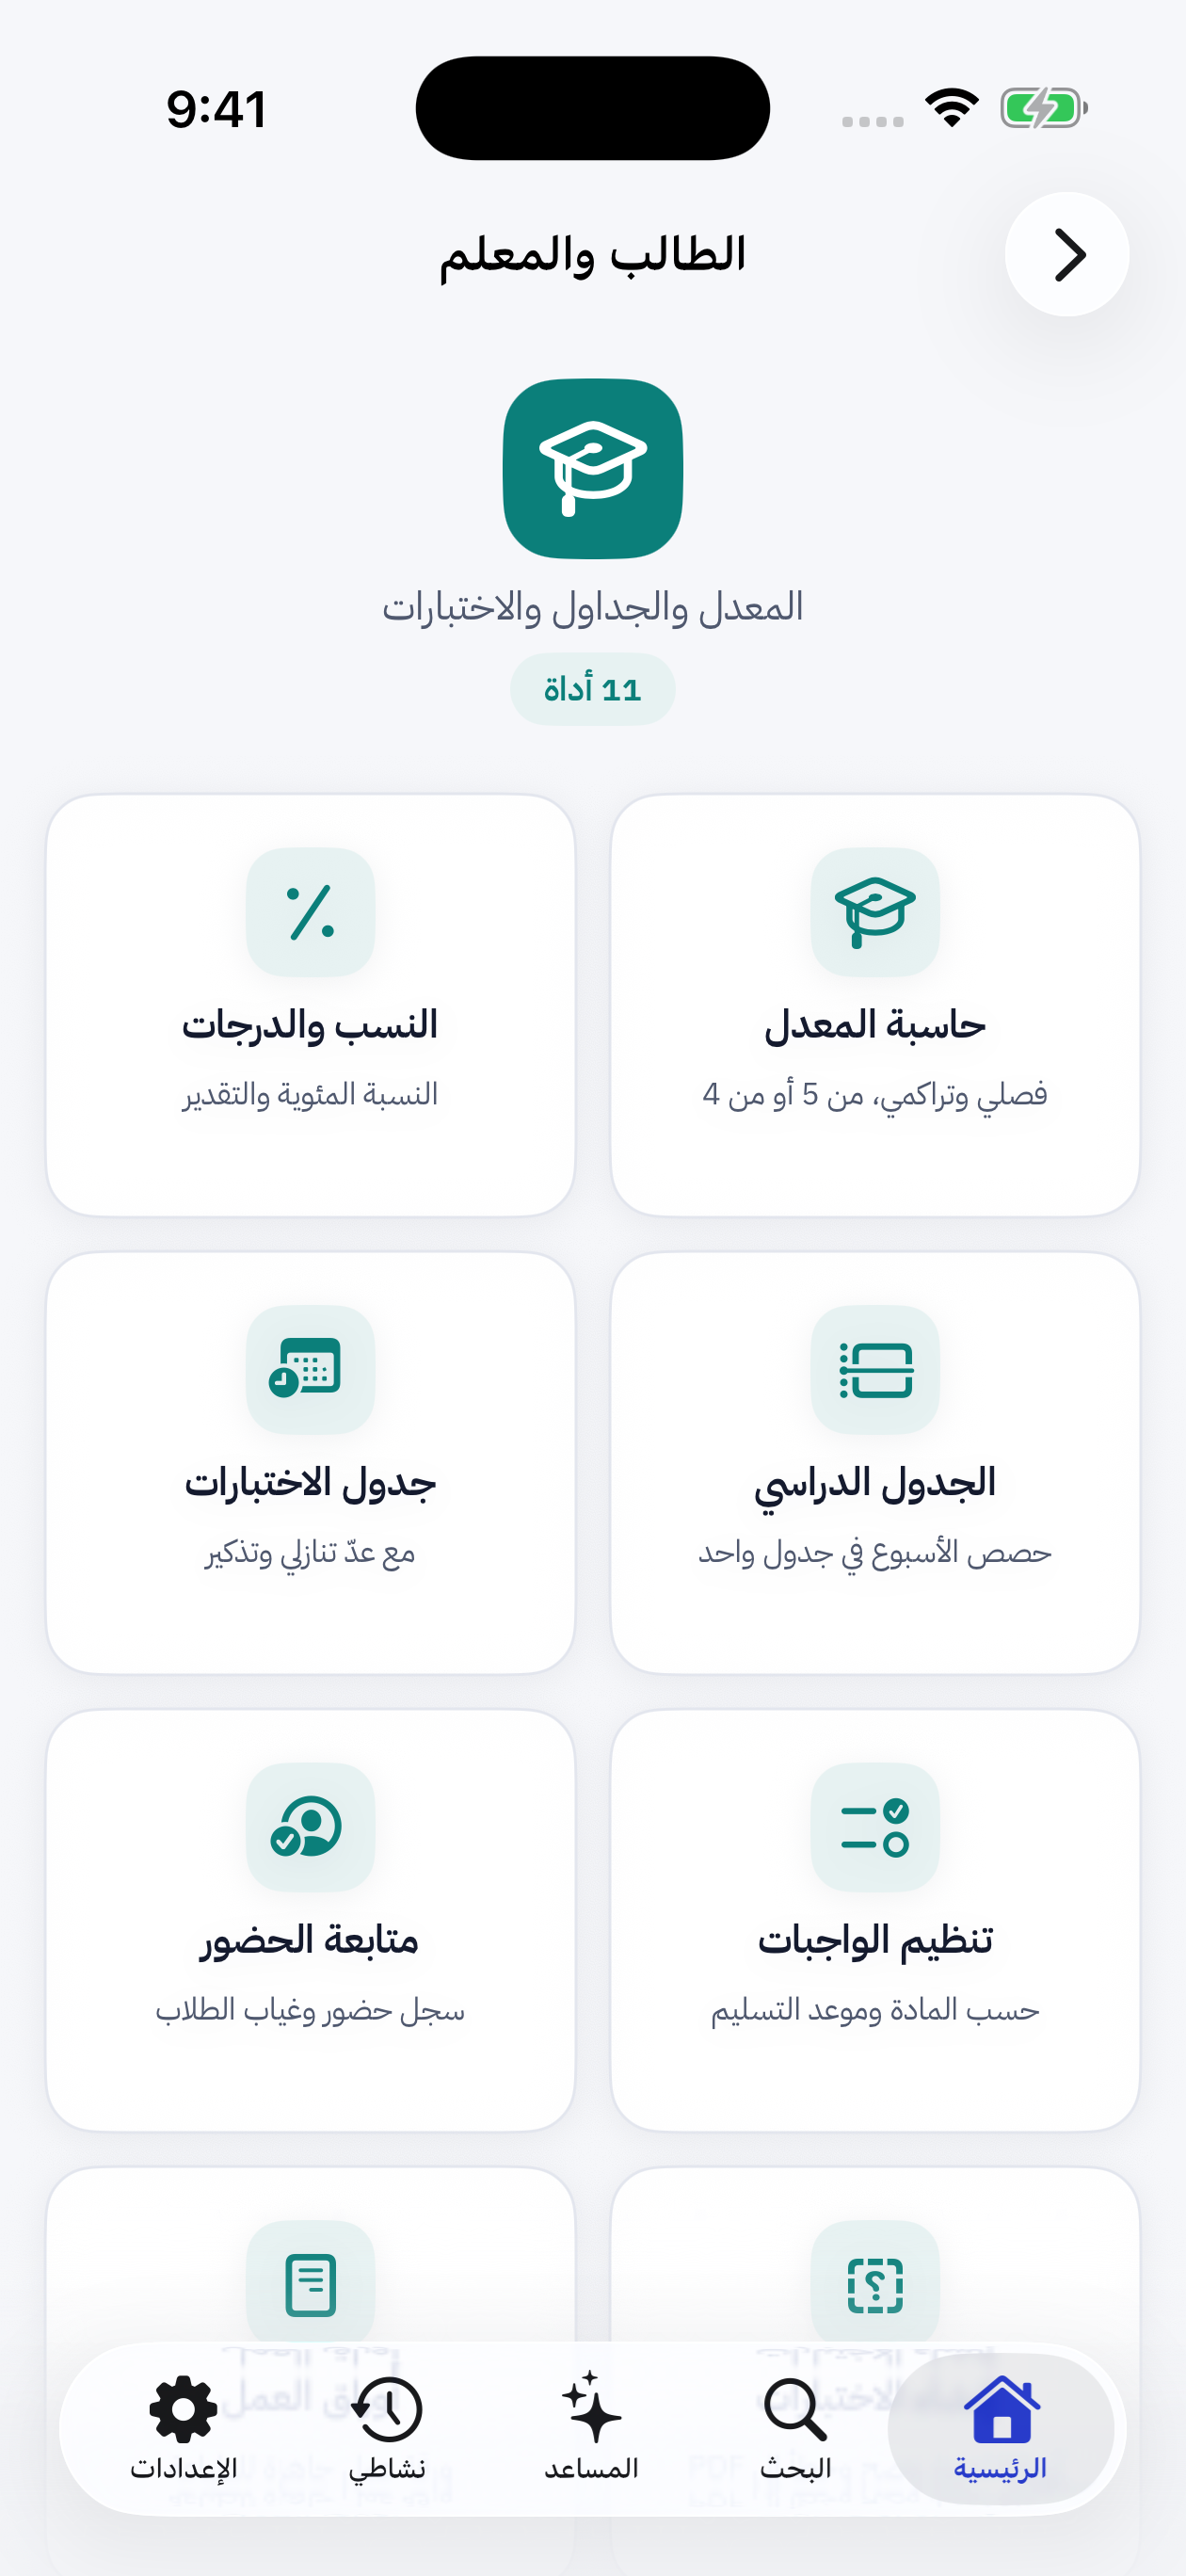 9:41
الطالب والمعلم
المعدل والجداول والاختبارات
11 أداة
حاسبة المعدل
فصلي وتراكمي، من 5 أو من 4
النسب والدرجات
النسبة المئوية والتقدير
الجدول الدراسي
حصص الأسبوع في جدول واحد
جدول الاختبارات
مع عدّ تنازلي وتذكير
تنظيم الواجبات
حسب المادة وموعد التسليم
متابعة الحضور
سجل حضور وغياب الطلاب
الرئيسية
البحث
المساعد
نشاطي
الإعدادات